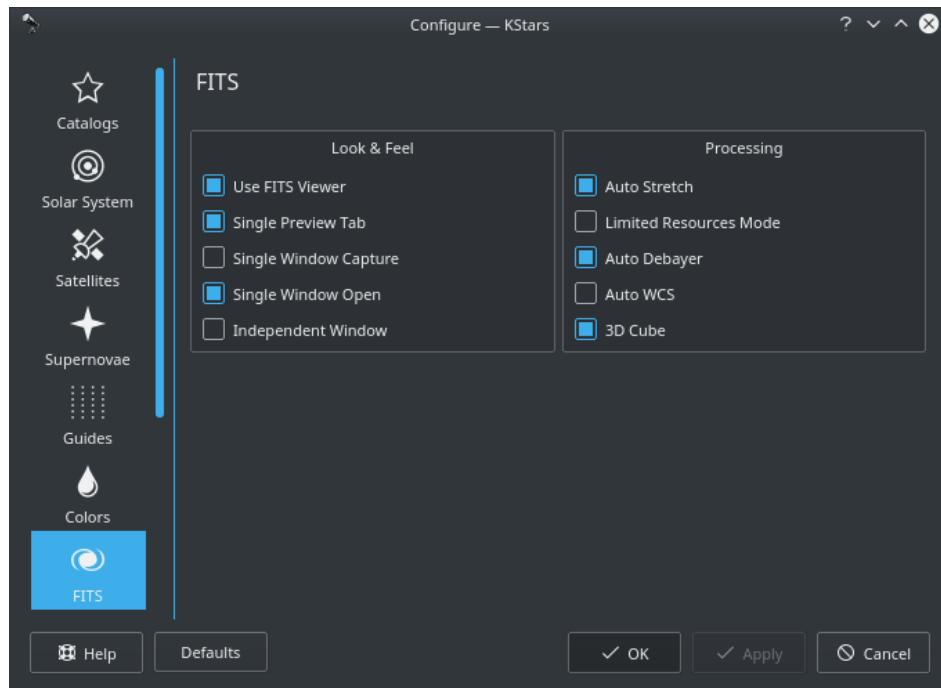 Configure — KStars
?
Catalogs
Solar System
Satellites
Supernovae
Guides
Colors
FITS
FITS
Look & Feel
Use FITS Viewer
Single Preview Tab
Single Window Capture
Single Window Open
Independent Window
Processing
Auto Stretch
Limited Resources Mode
Auto Debayer
Auto WCS
3D Cube
Help
Defaults
OK
Apply
Cancel